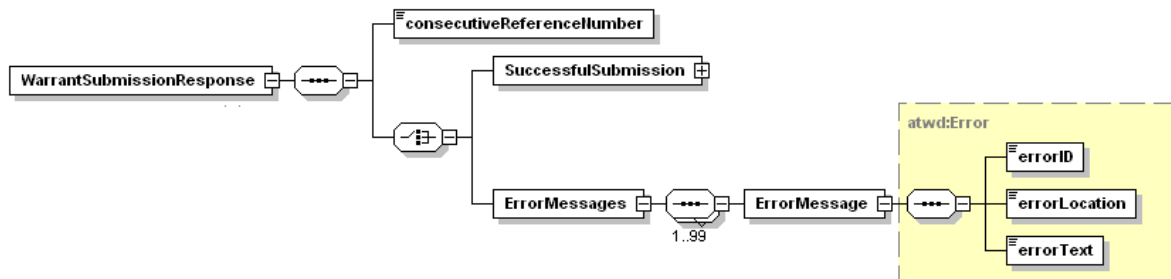 consecutiveReferenceNumber
WarrantSubmissionResponse
SuccessfulSubmission
atwd:Error
errorID
ErrorMessages
ErrorMessage
errorLocation
1..99
errorText